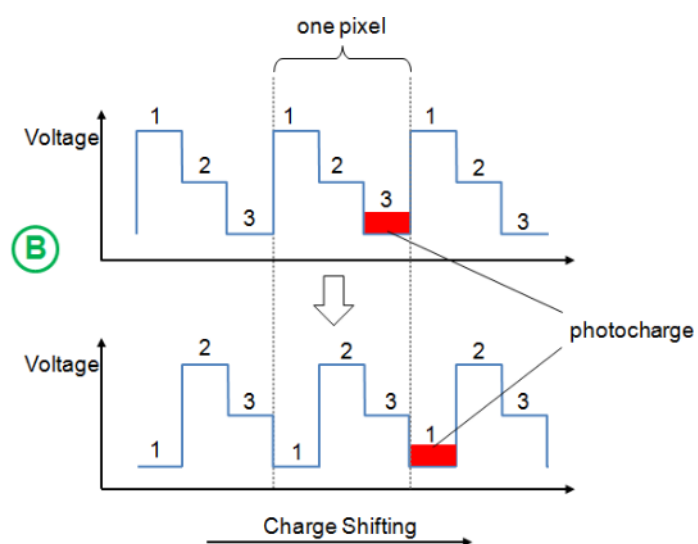 one pixel
1 1 1
Voltage
2 2 2
3 3 3
B
photocharge
2 2 2
Voltage
3 3 3
1 1 1
Charge Shifting